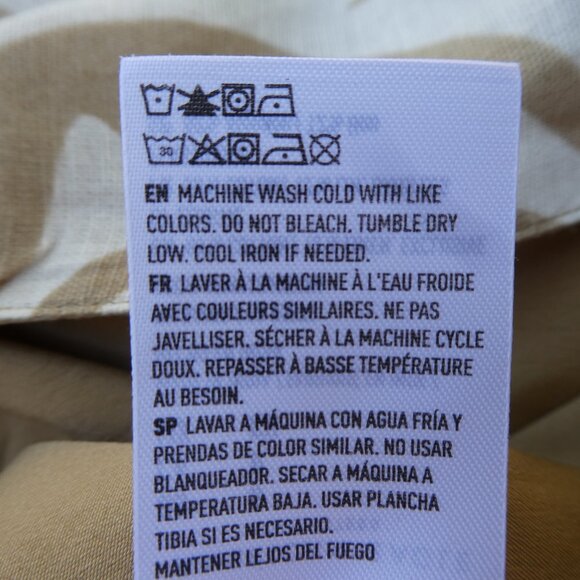 30
EN MACHINE WASH COLD WITH LIKE
COLORS. DO NOT BLEACH. TUMBLE DRY
LOW. COOL IRON IF NEEDED.
FR LAVER À LA MACHINE À L'EAU FROIDE
AVEC COULEURS SIMILAIRES. NE PAS
JAVELLISER. SÉCHER À LA MACHINE CYCLE
DOUX. REPASSER À BASSE TEMPÉRATURE
AU BESOIN.
SP LAVAR A MÁQUINA CON AGUA FRÍA Y
PRENDAS DE COLOR SIMILAR. NO USAR
BLANQUEADOR. SECAR A MÁQUINA A
TEMPERATURA BAJA. USAR PLANCHA
TIBIA SI ES NECESARIO.
MANTENER LEJOS DEL FUEGO